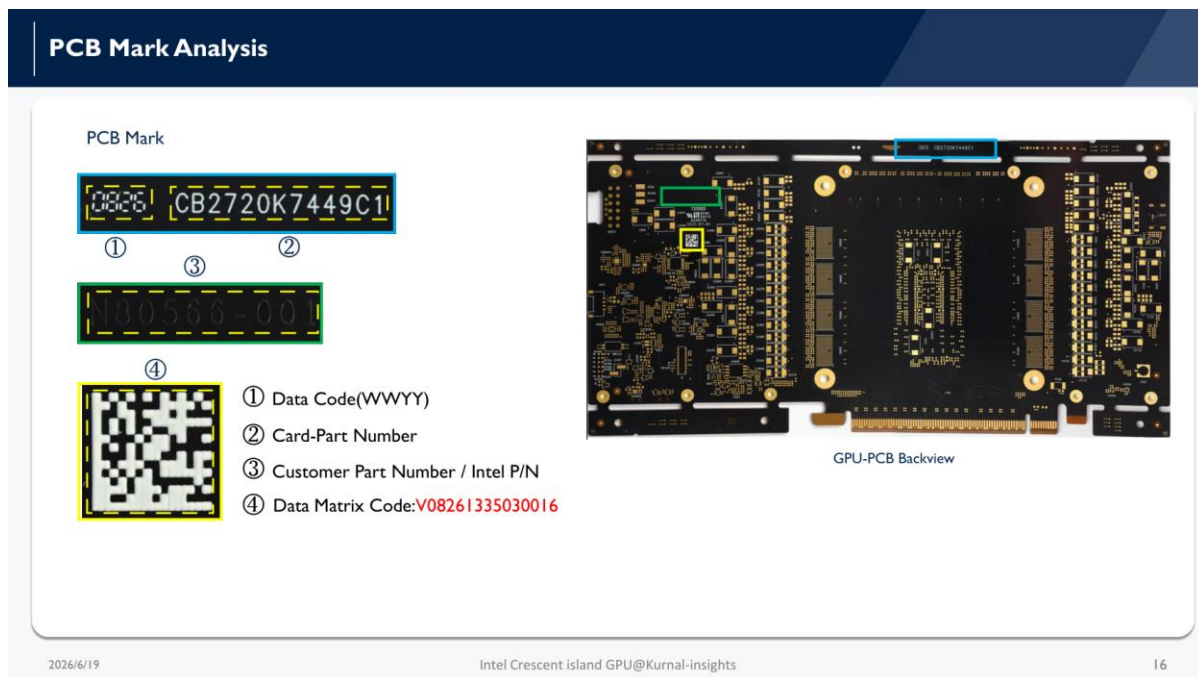 PCB Mark Analysis
PCB Mark
0826 CB2720K7449C1
① ②
③
N80566-001
④
① Data Code(WWYY)
② Card-Part Number
③ Customer Part Number / Intel P/N
④ Data Matrix Code:V08261335030016
0826 CB2720K7449C1
GPU-PCB Backview
2026/6/19
Intel Crescent island GPU@Kurnal-insights
16